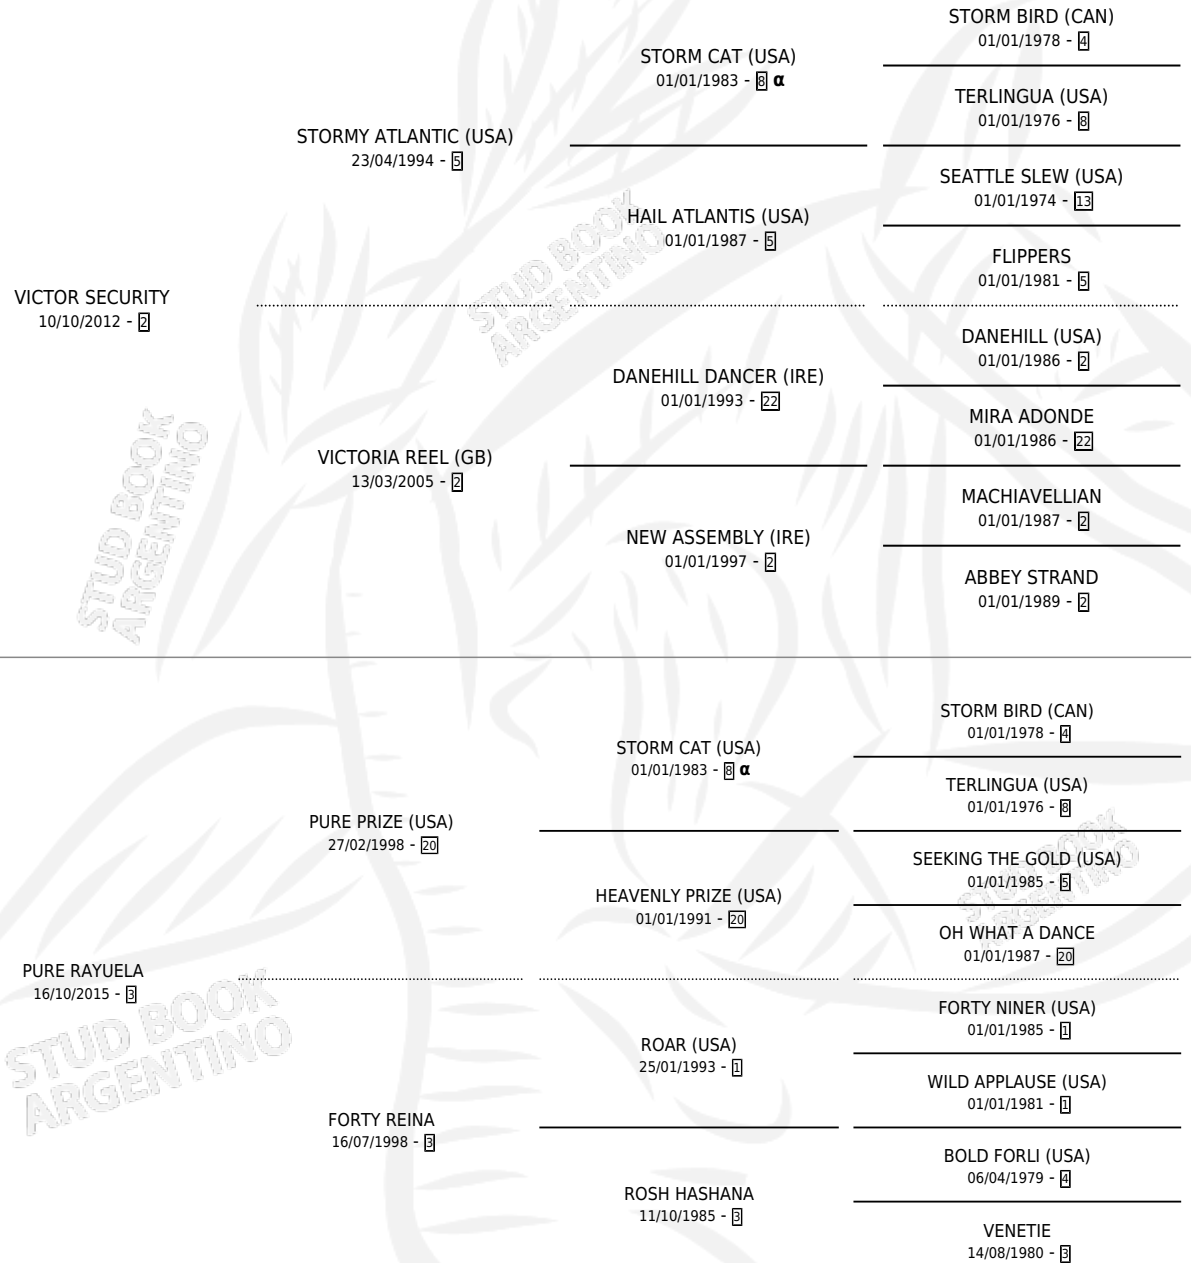 STORM BIRD (CAN)
01/01/1978 - 4
STORM CAT (USA)
01/01/1983 - 8 α
TERLINGUA (USA)
01/01/1976 - 8
STORMY ATLANTIC (USA)
23/04/1994 - 5
SEATTLE SLEW (USA)
01/01/1974 - 13
HAIL ATLANTIS (USA)
01/01/1987 - 5
STUD BOOK
ARGENTINO
FLIPPERS
01/01/1981 - 5
VICTOR SECURITY
10/10/2012 - 2
DANEHILL (USA)
01/01/1986 - 2
DANEHILL DANCER (IRE)
01/01/1993 - 22
MIRA ADONDE
01/01/1986 - 22
VICTORIA REEL (GB)
13/03/2005 - 2
STUD BOOK
ARGENTINO
MACHIAVELLIAN
01/01/1987 - 2
NEW ASSEMBLY (IRE)
01/01/1997 - 2
ABBEY STRAND
01/01/1989 - 2
STORM BIRD (CAN)
01/01/1978 - 4
STORM CAT (USA)
01/01/1983 - 8 α
TERLINGUA (USA)
01/01/1976 - 8
PURE PRIZE (USA)
27/02/1998 - 20
SEEKING THE GOLD (USA)
01/01/1985 - 5
STUD BOOK
ARGENTINO
HEAVENLY PRIZE (USA)
01/01/1991 - 20
OH WHAT A DANCE
01/01/1987 - 20
PURE RAYUELA
16/10/2015 - 3
STUD BOOK
ARGENTINO
FORTY NINER (USA)
01/01/1985 - 1
ROAR (USA)
25/01/1993 - 1
WILD APPLAUSE (USA)
01/01/1981 - 1
FORTY REINA
16/07/1998 - 3
BOLD FORLI (USA)
06/04/1979 - 4
ROSH HASHANA
11/10/1985 - 3
VENETIE
14/08/1980 - 3